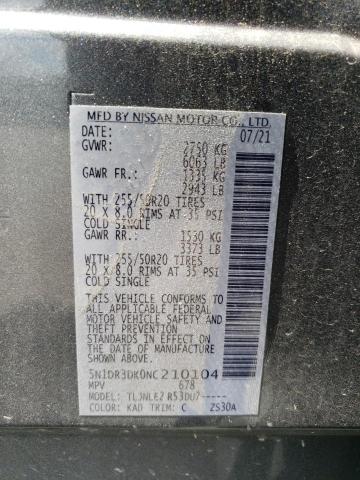 MFD BY NISSAN MOTOR CO., LTD.
DATE: 07/21
GVWR: 2750 KG
6063 LB
GAWR FR.: 1335 KG
2943 LB
WITH 255/50R20 TIRES
20 X 8.0 RIMS AT 35 PSI
COLD SINGLE
GAWR RR.: 1530 KG
3373 LB
WITH 255/50R20 TIRES
20 X 8.0 RIMS AT 35 PSI
COLD SINGLE
THIS VEHICLE CONFORMS TO
ALL APPLICABLE FEDERAL
MOTOR VEHICLE SAFETY AND
THEFT PREVENTION
STANDARDS IN EFFECT ON
THE DATE OF MANUFACTURE
SHOWN ABOVE.
5N1DR3DK0NC210104
MPV 678
MODEL: TLJNLE2 R53DU7-----
COLOR: KAD TRIM: C ZS30A